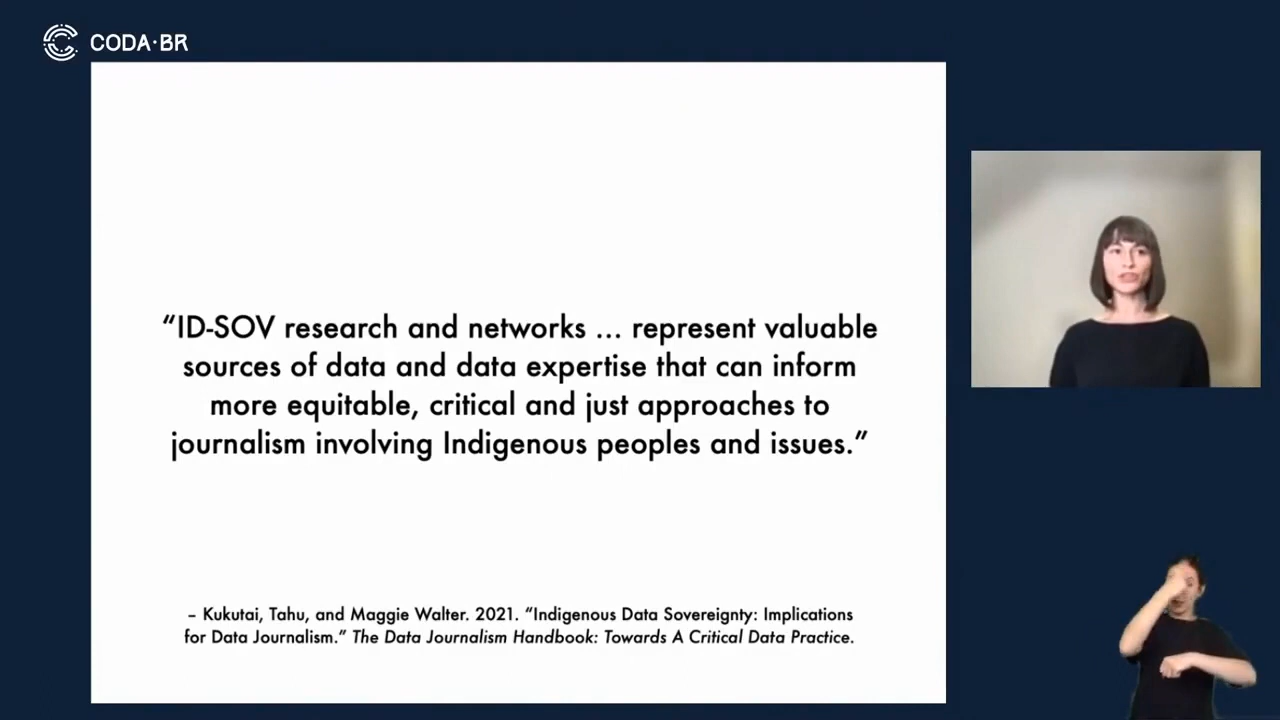 CODA·BR
“ID-SOV research and networks ... represent valuable
sources of data and data expertise that can inform
more equitable, critical and just approaches to
journalism involving Indigenous peoples and issues.”
– Kukutai, Tahu, and Maggie Walter. 2021. “Indigenous Data Sovereignty: Implications
for Data Journalism.” The Data Journalism Handbook: Towards A Critical Data Practice.